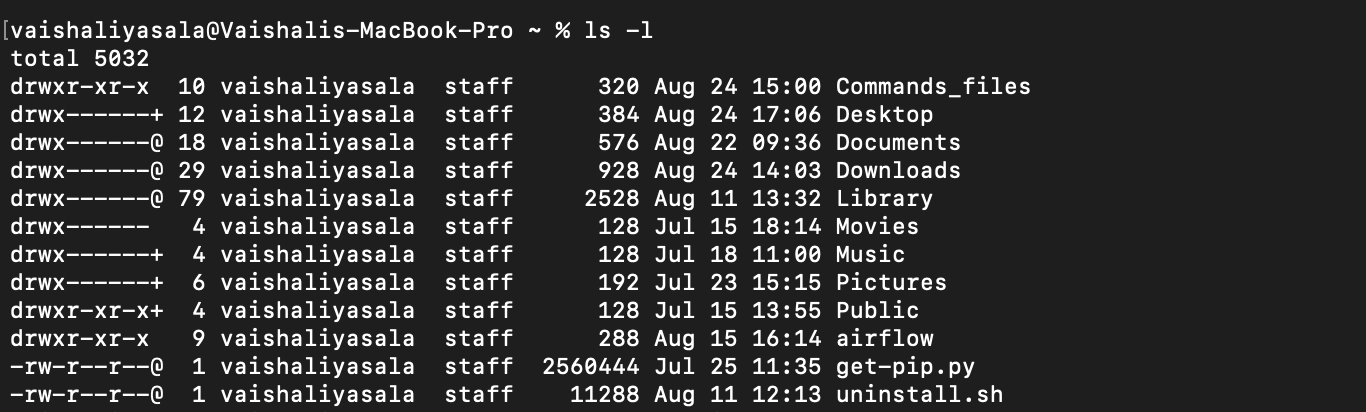 [vaishaliyasala@Vaishalis-MacBook-Pro ~ % ls -l
total 5032
drwxr-xr-x  10 vaishaliyasala  staff      320 Aug 24 15:00 Commands_files
drwx------+ 12 vaishaliyasala  staff      384 Aug 24 17:06 Desktop
drwx------@ 18 vaishaliyasala  staff      576 Aug 22 09:36 Documents
drwx------@ 29 vaishaliyasala  staff      928 Aug 24 14:03 Downloads
drwx------@ 79 vaishaliyasala  staff     2528 Aug 11 13:32 Library
drwx------   4 vaishaliyasala  staff      128 Jul 15 18:14 Movies
drwx------+  4 vaishaliyasala  staff      128 Jul 18 11:00 Music
drwx------+  6 vaishaliyasala  staff      192 Jul 23 15:15 Pictures
drwxr-xr-x+  4 vaishaliyasala  staff      128 Jul 15 13:55 Public
drwxr-xr-x   9 vaishaliyasala  staff      288 Aug 15 16:14 airflow
-rw-r--r--@  1 vaishaliyasala  staff  2560444 Jul 25 11:35 get-pip.py
-rw-r--r--@  1 vaishaliyasala  staff    11288 Aug 11 12:13 uninstall.sh